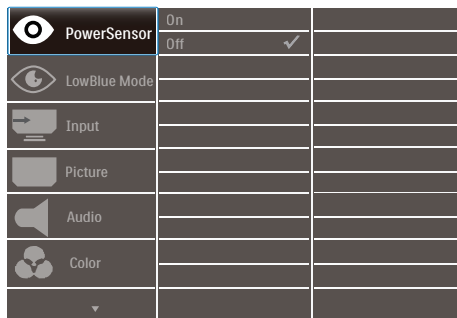 PowerSensor
On
Off
LowBlue Mode
Input
Picture
Audio
Color